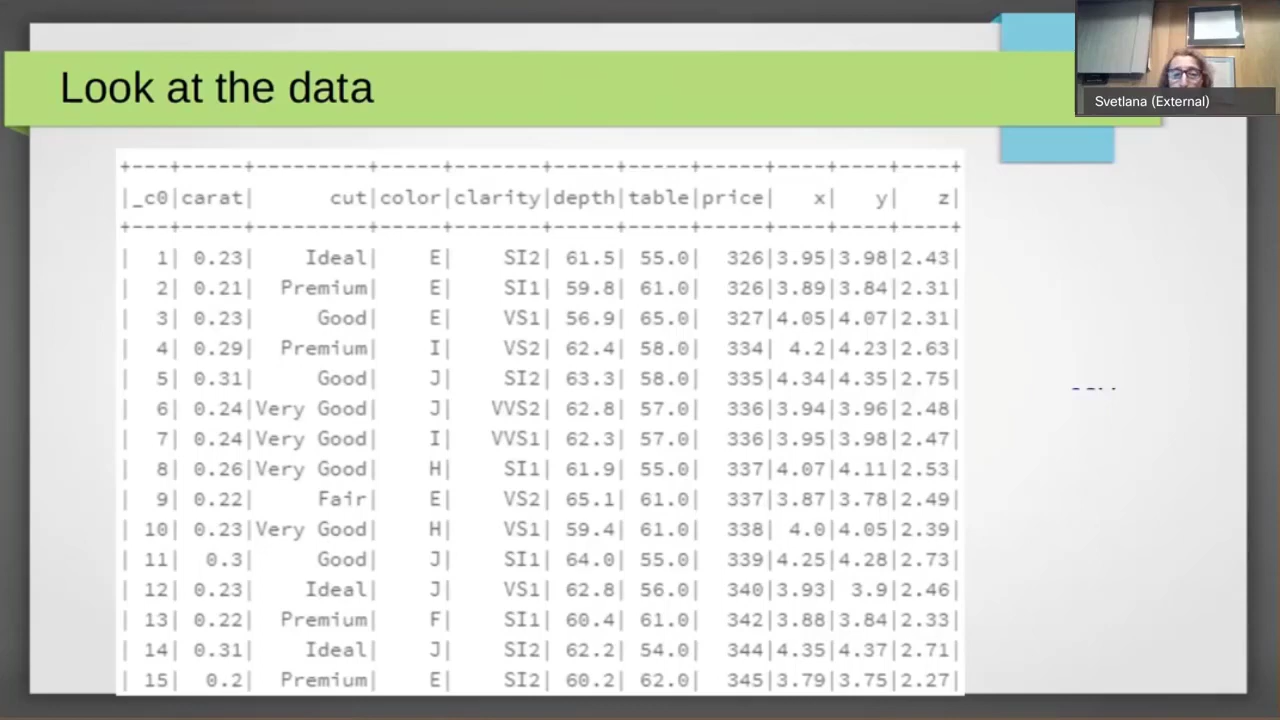 Look at the data
Svetlana (External)
+---+-----+---------+-----+-------+-----+-----+-----+----+----+----+
|_c0|carat|      cut|color|clarity|depth|table|price|   x|   y|   z|
+---+-----+---------+-----+-------+-----+-----+-----+----+----+----+
|  1| 0.23|    Ideal|    E|    SI2| 61.5| 55.0|  326|3.95|3.98|2.43|
|  2| 0.21|  Premium|    E|    SI1| 59.8| 61.0|  326|3.89|3.84|2.31|
|  3| 0.23|     Good|    E|    VS1| 56.9| 65.0|  327|4.05|4.07|2.31|
|  4| 0.29|  Premium|    I|    VS2| 62.4| 58.0|  334| 4.2|4.23|2.63|
|  5| 0.31|     Good|    J|    SI2| 63.3| 58.0|  335|4.34|4.35|2.75|
|  6| 0.24|Very Good|    J|   VVS2| 62.8| 57.0|  336|3.94|3.96|2.48|
|  7| 0.24|Very Good|    I|   VVS1| 62.3| 57.0|  336|3.95|3.98|2.47|
|  8| 0.26|Very Good|    H|    SI1| 61.9| 55.0|  337|4.07|4.11|2.53|
|  9| 0.22|     Fair|    E|    VS2| 65.1| 61.0|  337|3.87|3.78|2.49|
| 10| 0.23|Very Good|    H|    VS1| 59.4| 61.0|  338| 4.0|4.05|2.39|
| 11|  0.3|     Good|    J|    SI1| 64.0| 55.0|  339|4.25|4.28|2.73|
| 12| 0.23|    Ideal|    J|    VS1| 62.8| 56.0|  340|3.93| 3.9|2.46|
| 13| 0.22|  Premium|    F|    SI1| 60.4| 61.0|  342|3.88|3.84|2.33|
| 14| 0.31|    Ideal|    J|    SI2| 62.2| 54.0|  344|4.35|4.37|2.71|
| 15|  0.2|  Premium|    E|    SI2| 60.2| 62.0|  345|3.79|3.75|2.27|